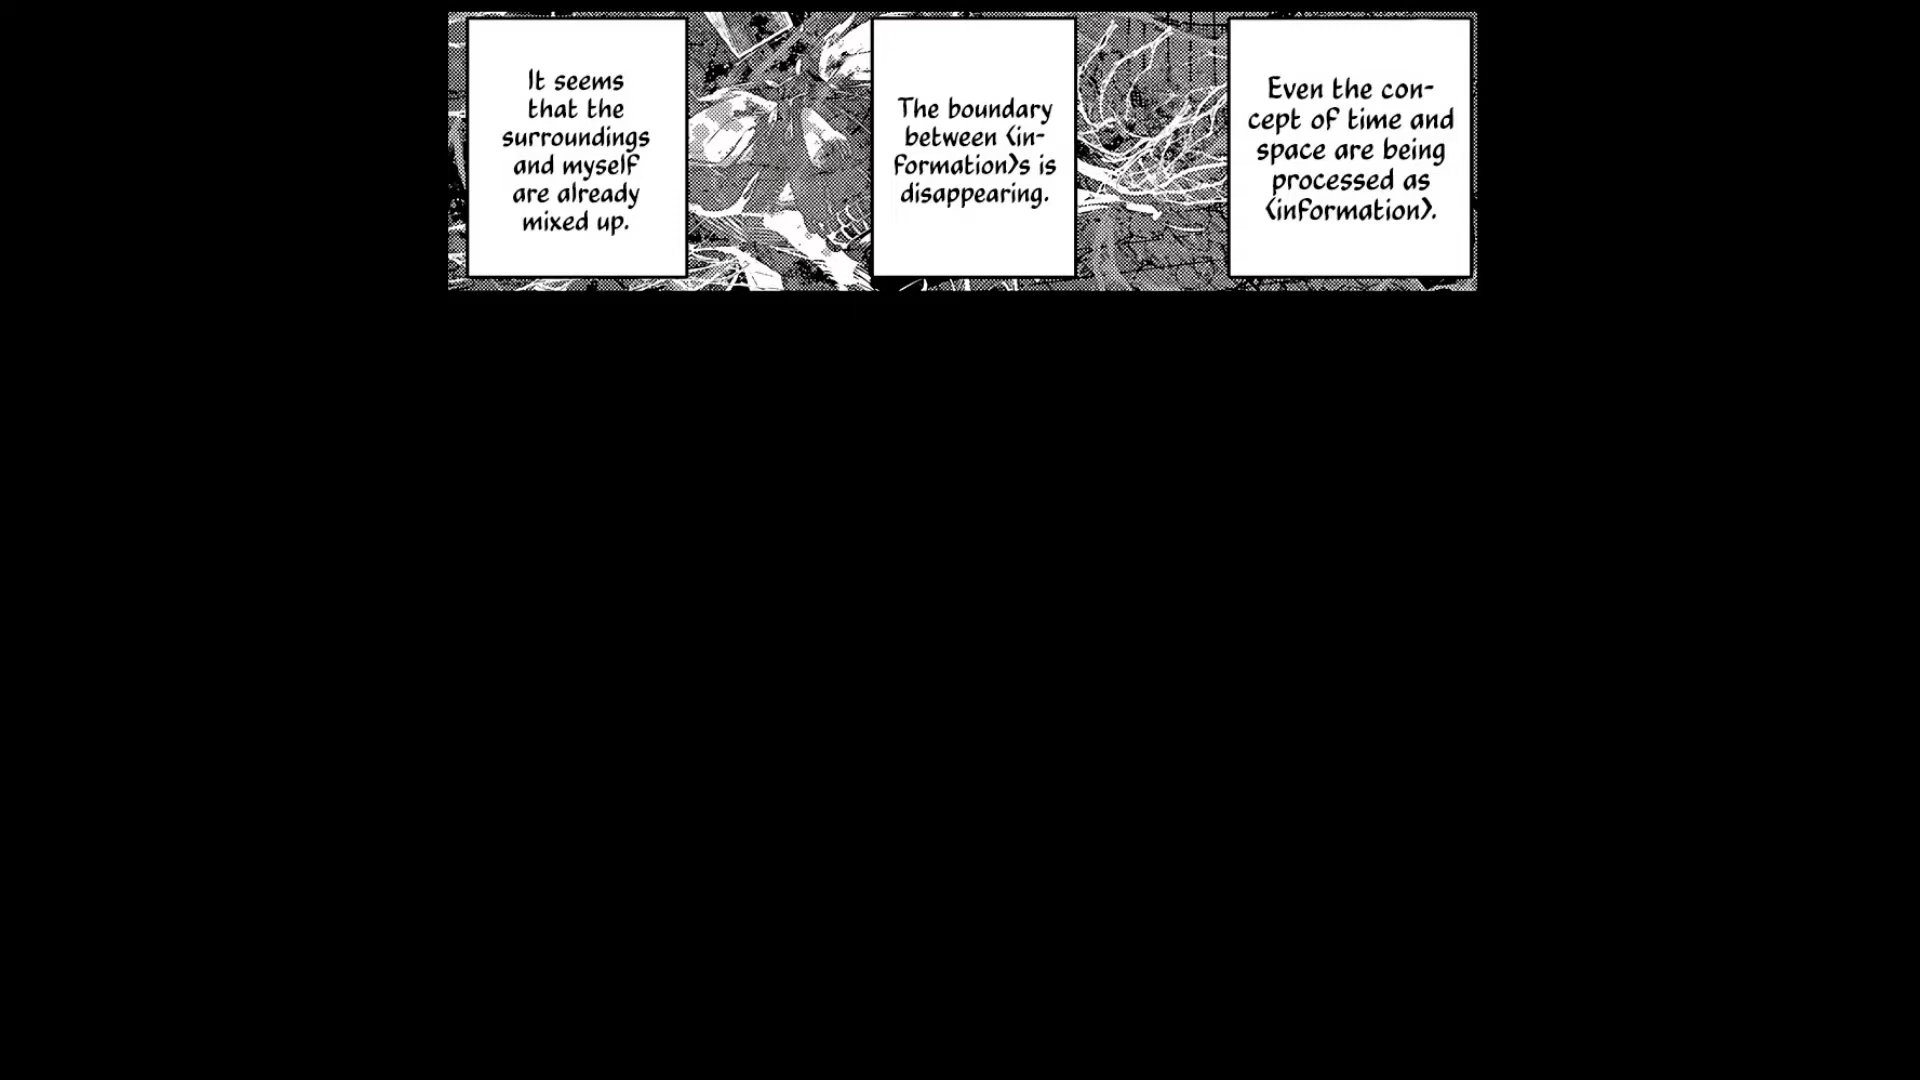 Even the con-
cept of time and
space are being
processed as
〈information〉.
The boundary
between 〈in-
formation〉s is
disappearing.
It seems
that the
surroundings
and myself
are already
mixed up.